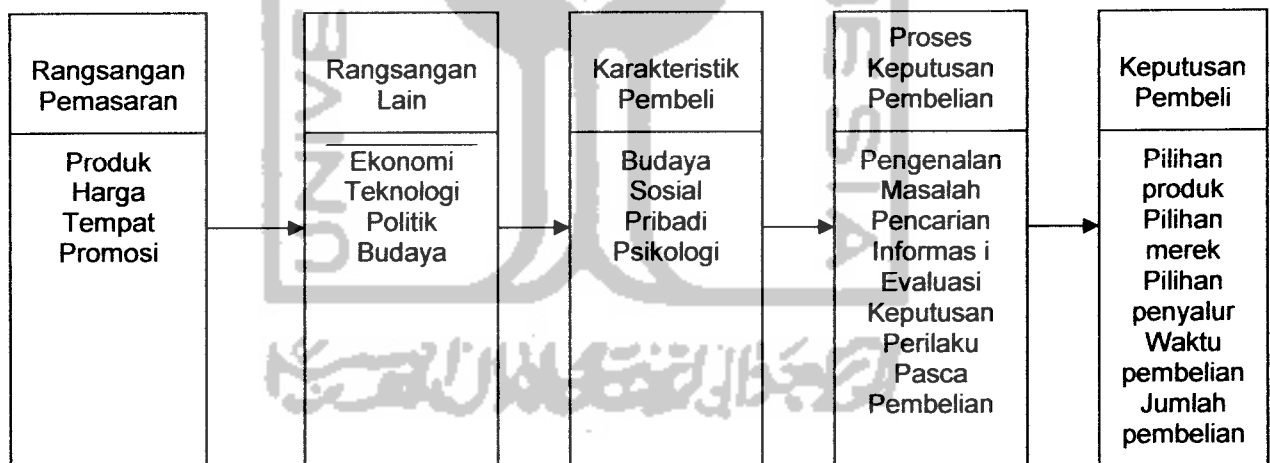 Rangsangan
Pemasaran
Produk
Harga
Tempat
Promosi
Rangsangan
Lain
Ekonomi
Teknologi
Politik
Budaya
Karakteristik
Pembeli
Budaya
Sosial
Pribadi
Psikologi
Proses
Keputusan
Pembelian
Pengenalan
Masalah
Pencarian
Informas i
Evaluasi
Keputusan
Perilaku
Pasca
Pembelian
Keputusan
Pembeli
Pilihan
produk
Pilihan
merek
Pilihan
penyalur
Waktu
pembelian
Jumlah
pembelian
UNIVE
ESIA